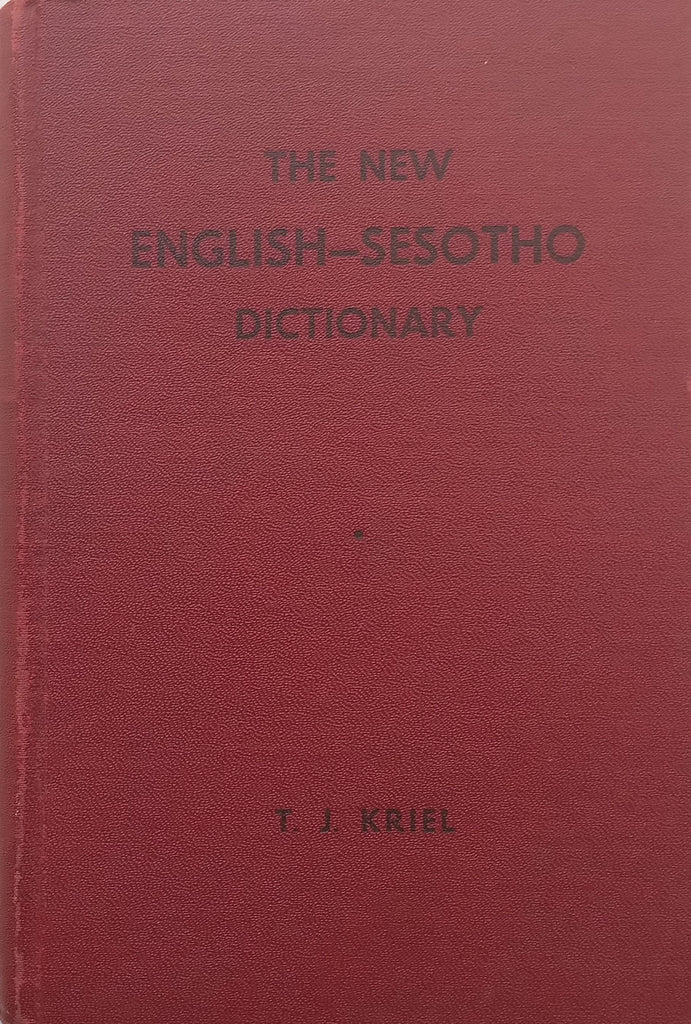 THE NEW
ENGLISH–SESOTHO
DICTIONARY
T. J. KRIEL